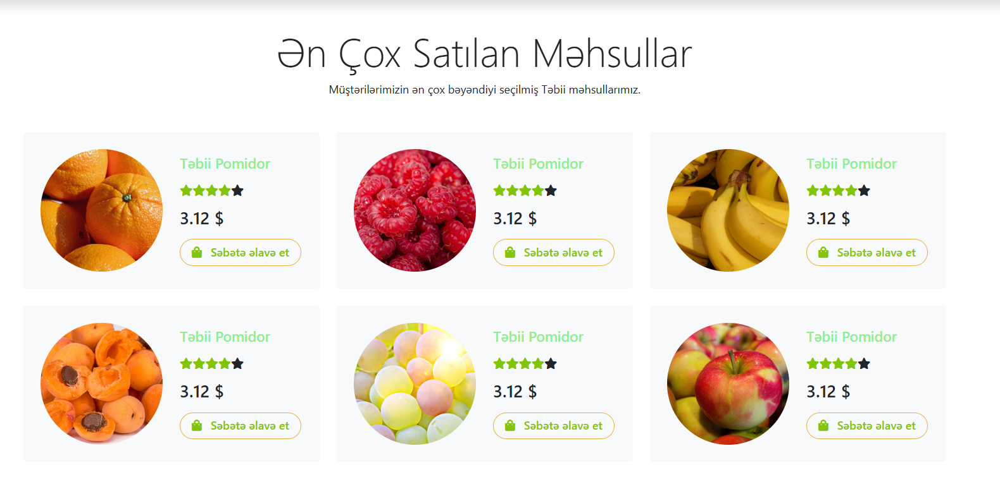 Ən Çox Satılan Məhsullar
Müştərilərimizin ən çox bəyəndiyi seçilmiş Təbii məhsullarımız.
Təbii Pomidor
3.12 $
Səbətə əlavə et
Təbii Pomidor
3.12 $
Səbətə əlavə et
Təbii Pomidor
3.12 $
Səbətə əlavə et
Təbii Pomidor
3.12 $
Səbətə əlavə et
Təbii Pomidor
3.12 $
Səbətə əlavə et
Təbii Pomidor
3.12 $
Səbətə əlavə et